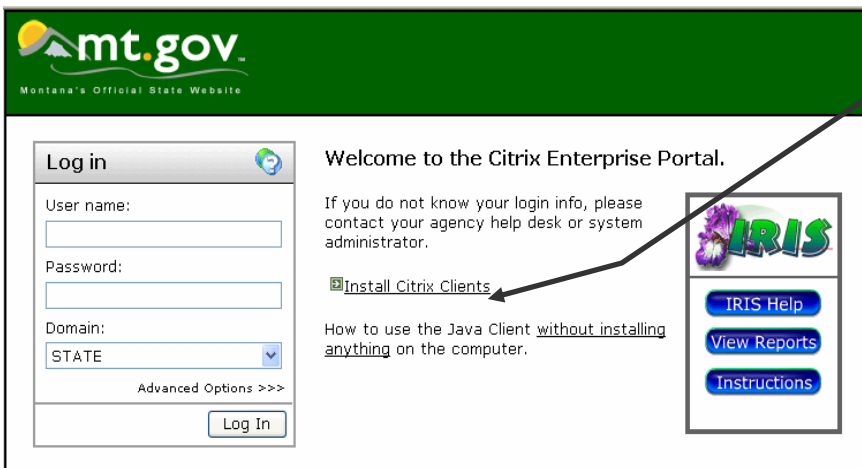 mt.gov
Montana's Official State Website
Log in
User name:
Password:
Domain:
STATE
Advanced Options >>>
Log In
Welcome to the Citrix Enterprise Portal.
If you do not know your login info, please
contact your agency help desk or system
administrator.
Install Citrix Clients
How to use the Java Client without installing
anything on the computer.
IRIS
IRIS Help
View Reports
Instructions